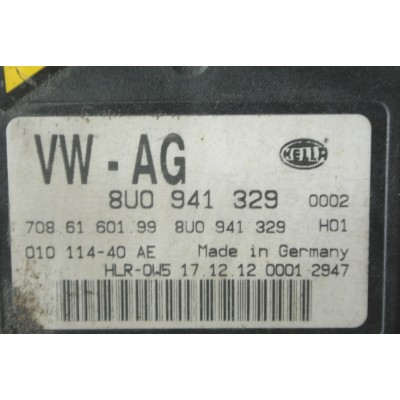 VW - AG
HELLA
8U0 941 329 0002
708 61 601 99 8U0 941 329 H01
010 114-40 AE Made in Germany
HLR-0W5 17.12.12 0001 2947